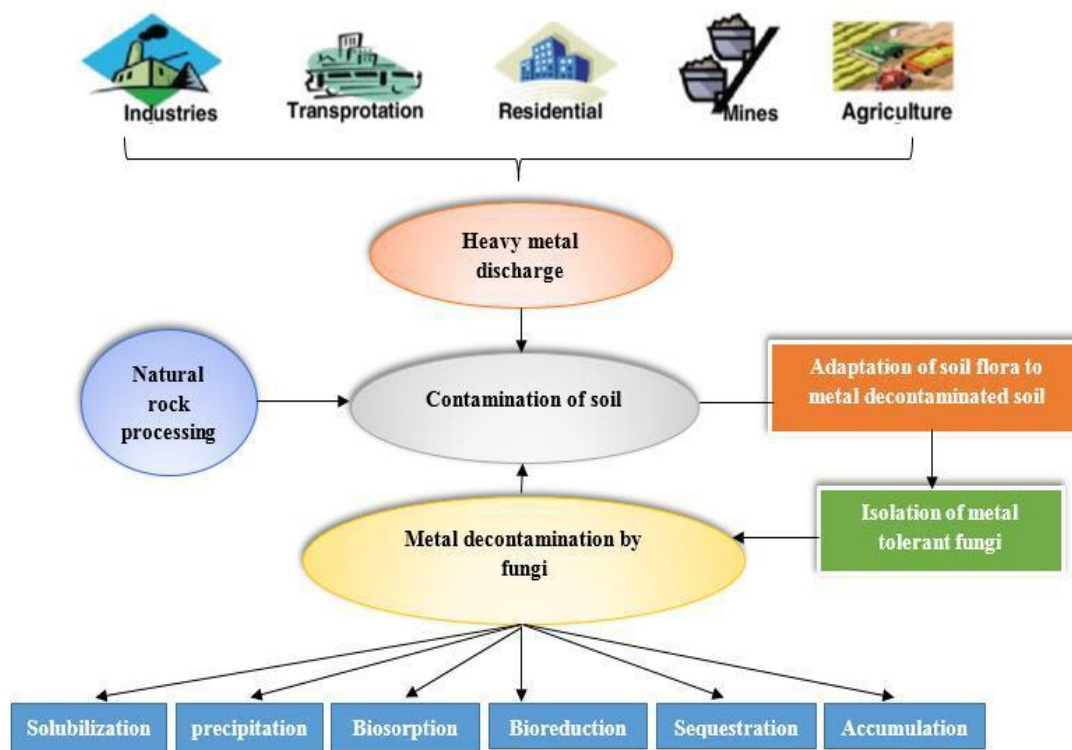 Industries
Transprotation
Residential
Mines
Agriculture
Heavy metal
discharge
Natural
rock
processing
Contamination of soil
Adaptation of soil flora to
metal decontaminated soil
Metal decontamination by
fungi
Isolation of metal
tolerant fungi
Solubilization
precipitation
Biosorption
Bioreduction
Sequestration
Accumulation